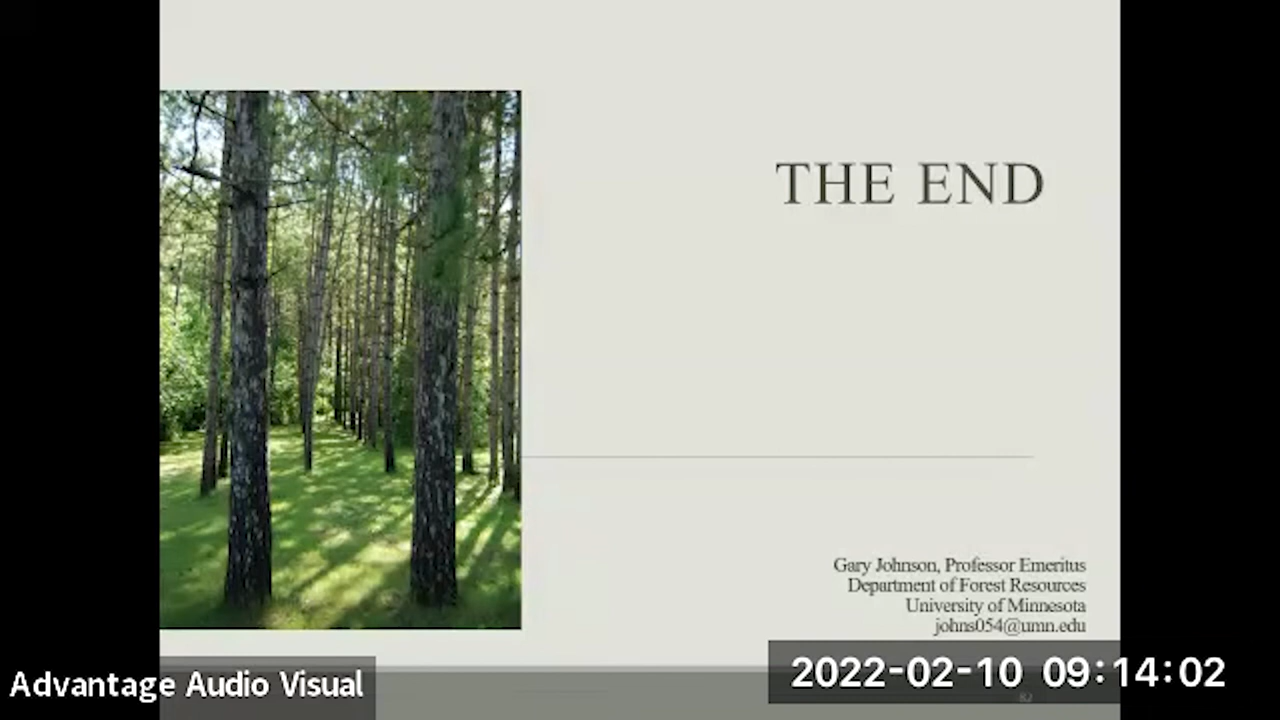 THE END
Gary Johnson, Professor Emeritus
Department of Forest Resources
University of Minnesota
johns054@umn.edu
Advantage Audio Visual
2022-02-10 09:14:02
82